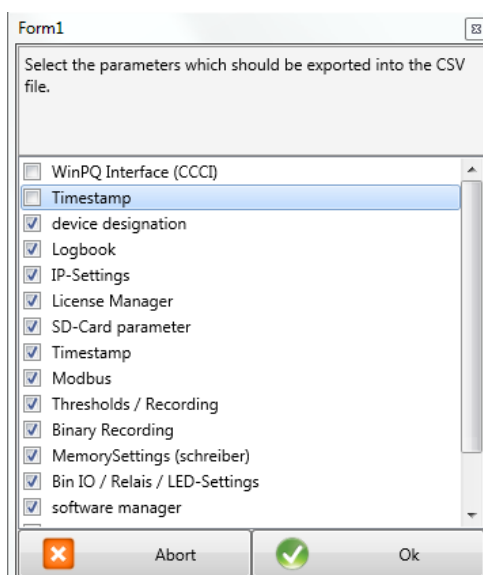 Form1
Select the parameters which should be exported into the CSV
file.
WinPQ Interface (CCCI)
Timestamp
device designation
Logbook
IP-Settings
License Manager
SD-Card parameter
Timestamp
Modbus
Thresholds / Recording
Binary Recording
MemorySettings (schreiber)
Bin IO / Relais / LED-Settings
software manager
Abort
Ok